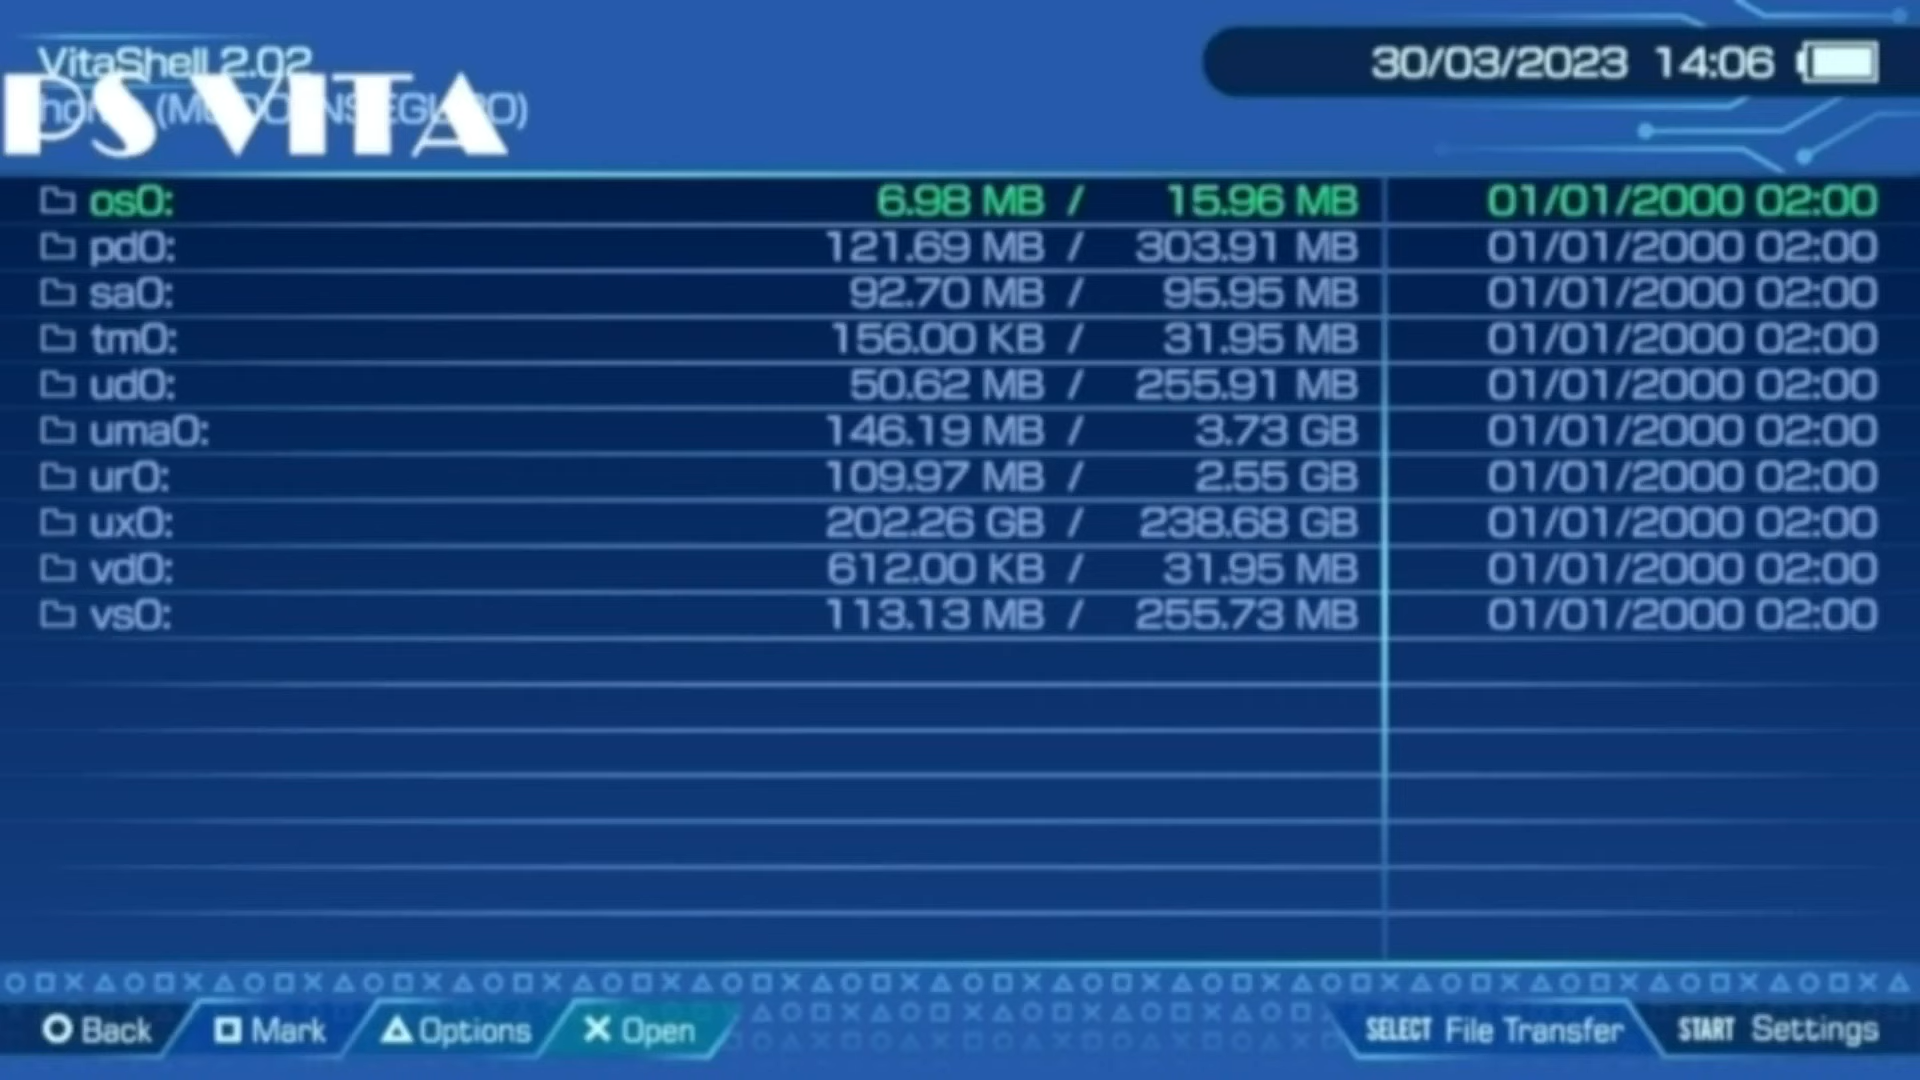 VitaShell 2.02
30/03/2023 14:06
PSVITA
os0: 6.98 MB / 15.96 MB 01/01/2000 02:00
pd0: 121.69 MB / 303.91 MB 01/01/2000 02:00
sa0: 92.70 MB / 95.95 MB 01/01/2000 02:00
tm0: 156.00 KB / 31.95 MB 01/01/2000 02:00
ud0: 50.62 MB / 255.91 MB 01/01/2000 02:00
uma0: 146.19 MB / 3.73 GB 01/01/2000 02:00
ur0: 109.97 MB / 2.55 GB 01/01/2000 02:00
ux0: 202.26 GB / 238.68 GB 01/01/2000 02:00
vd0: 612.00 KB / 31.95 MB 01/01/2000 02:00
vs0: 113.13 MB / 255.73 MB 01/01/2000 02:00
Back Mark Options Open SELECT File Transfer START Settings